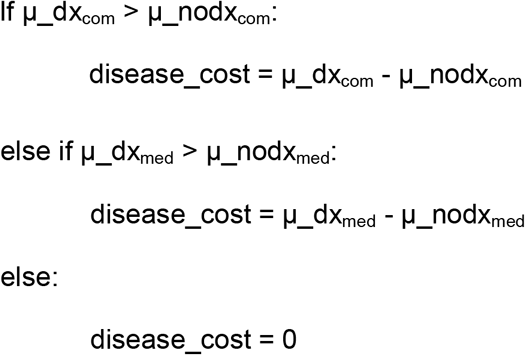 If µ_dxcom > µ_nodxcom:
disease_cost = µ_dxcom - µ_nodxcom
else if µ_dxmed > µ_nodxmed:
disease_cost = µ_dxmed - µ_nodxmed
else:
disease_cost = 0